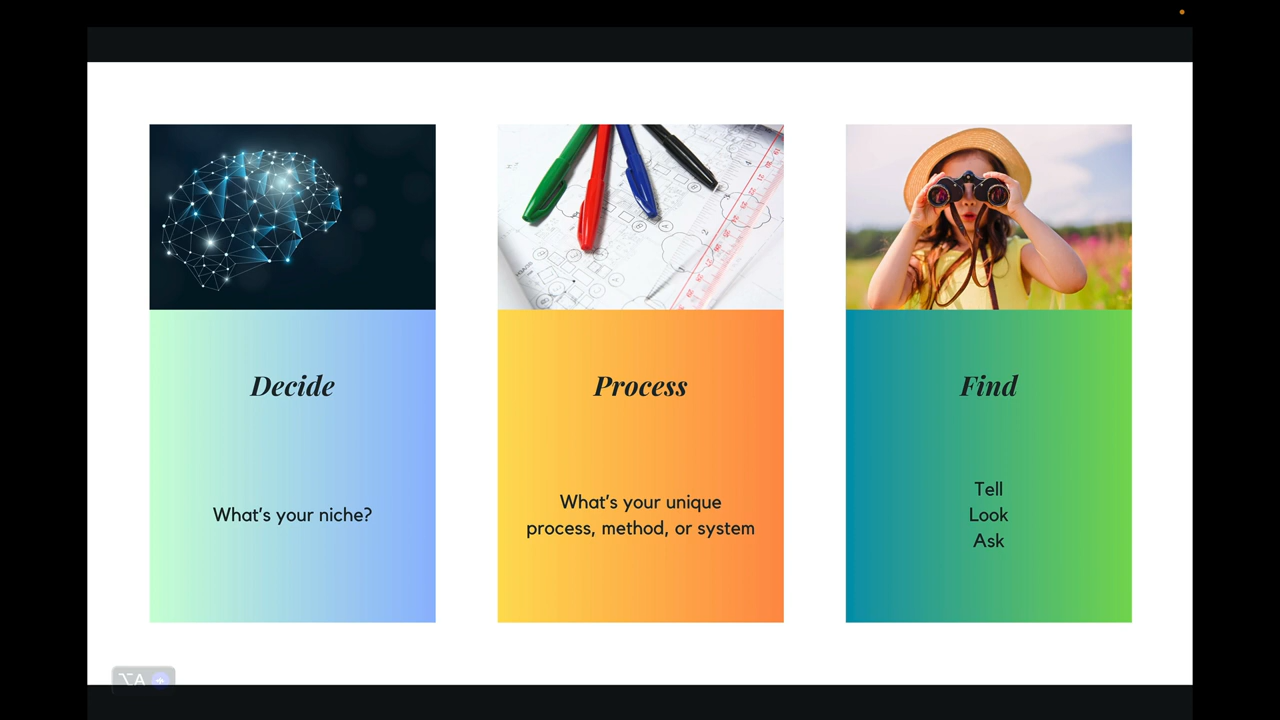 Decide
What's your niche?
Process
What's your unique
process, method, or system
Find
Tell
Look
Ask
⌥A